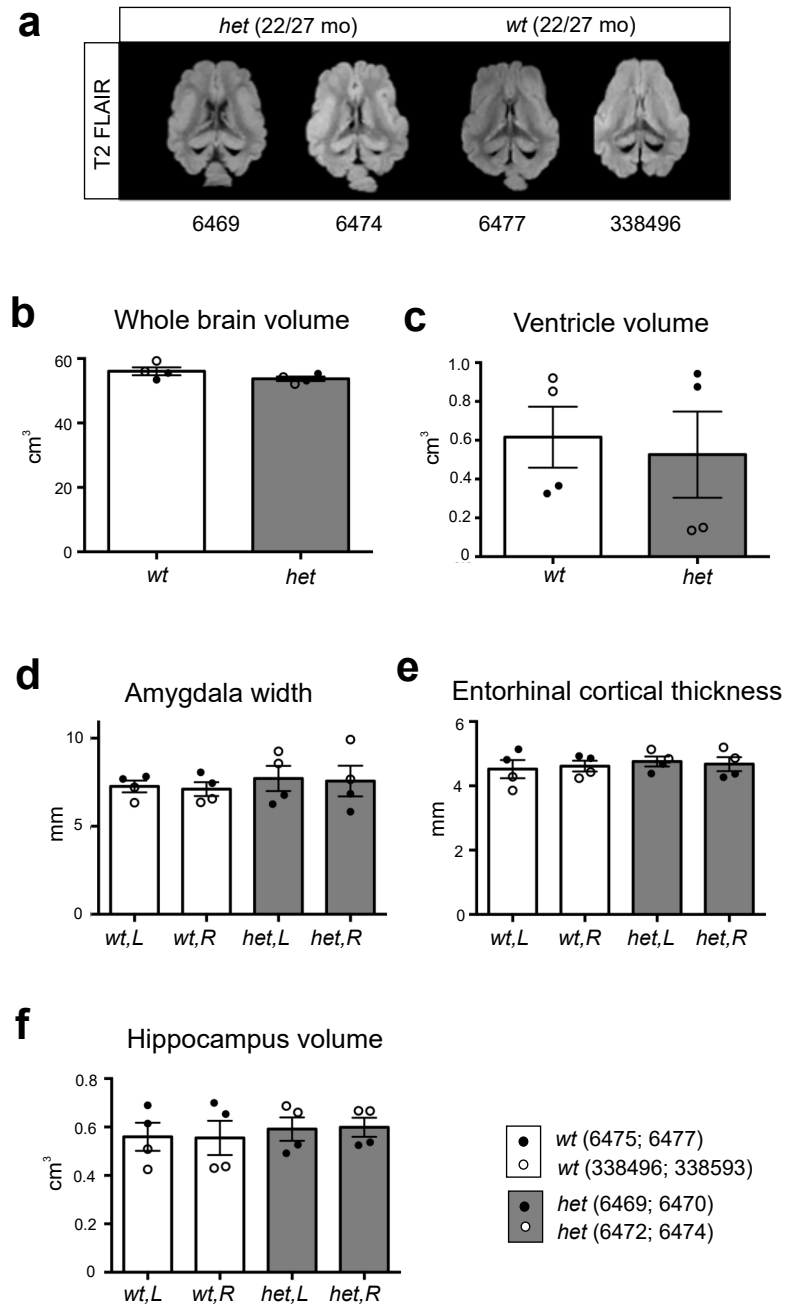 a
het (22/27 mo) wt (22/27 mo)
T2 FLAIR
6469 6474 6477 338496
b
Whole brain volume
60
40
20
0
cm³
wt het
c
Ventricle volume
1.0
0.8
0.6
0.4
0.2
0
cm³
wt het
d
Amygdala width
10
5
0
mm
wt,L wt,R het,L het,R
e
Entorhinal cortical thickness
6
4
2
0
mm
wt,L wt,R het,L het,R
f
Hippocampus volume
0.8
0.6
0.4
0.2
0
cm³
wt,L wt,R het,L het,R
wt (6475; 6477)
wt (338496; 338593)
het (6469; 6470)
het (6472; 6474)